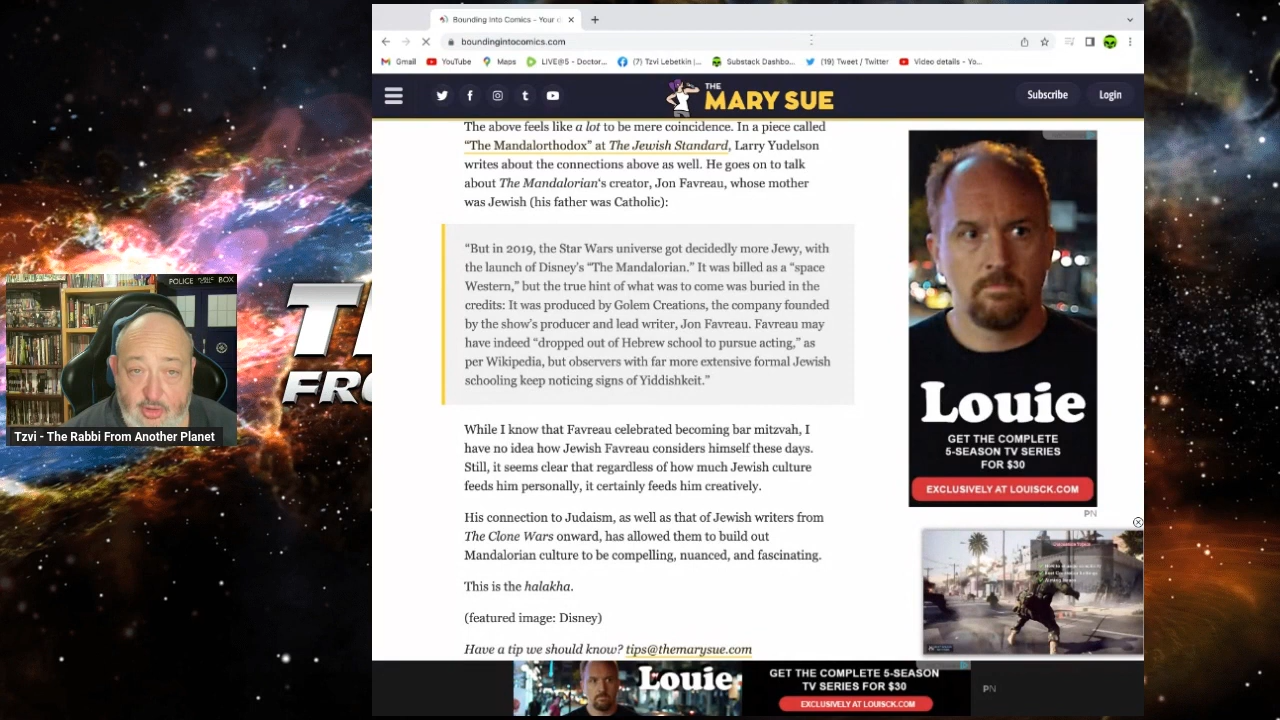 Bounding Into Comics – Your c
boundingintocomics.com
Gmail
YouTube
Maps
LIVE@5 - Doctor...
(7) Tzvi Lebetkin |...
Substack Dashbo...
(19) Tweet / Twitter
Video details - Yo...
THE
MARY SUE
Subscribe
Login
The above feels like a lot to be mere coincidence. In a piece called
“The Mandalorthodox” at The Jewish Standard, Larry Yudelson
writes about the connections above as well. He goes on to talk
about The Mandalorian‘s creator, Jon Favreau, whose mother
was Jewish (his father was Catholic):
“But in 2019, the Star Wars universe got decidedly more Jewy, with
the launch of Disney’s “The Mandalorian.” It was billed as a “space
Western,” but the true hint of what was to come was buried in the
credits: It was produced by Golem Creations, the company founded
by the show’s producer and lead writer, Jon Favreau. Favreau may
have indeed “dropped out of Hebrew school to pursue acting,” as
per Wikipedia, but observers with far more extensive formal Jewish
schooling keep noticing signs of Yiddishkeit.”
While I know that Favreau celebrated becoming bar mitzvah, I
have no idea how Jewish Favreau considers himself these days.
Still, it seems clear that regardless of how much Jewish culture
feeds him personally, it certainly feeds him creatively.
His connection to Judaism, as well as that of Jewish writers from
The Clone Wars onward, has allowed them to build out
Mandalorian culture to be compelling, nuanced, and fascinating.
This is the halakha.
(featured image: Disney)
Have a tip we should know? tips@themarysue.com
Louie
GET THE COMPLETE
5-SEASON TV SERIES
FOR $30
EXCLUSIVELY AT LOUISCK.COM
PN
Louie
GET THE COMPLETE 5-SEASON
TV SERIES FOR $30
EXCLUSIVELY AT LOUISCK.COM
PN
POLICE BOX
Tzvi - The Rabbi From Another Planet
T
FRO